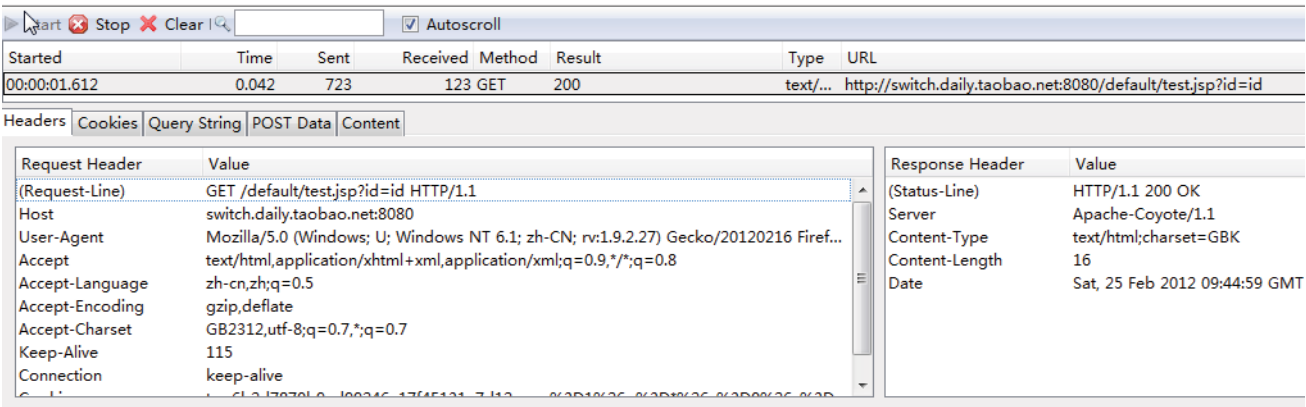 Start Stop Clear Autoscroll
Started Time Sent Received Method Result Type URL
00:00:01.612 0.042 723 123 GET 200 text/... http://switch.daily.taobao.net:8080/default/test.jsp?id=id
Headers Cookies Query String POST Data Content
Request Header Value Response Header Value
(Request-Line) GET /default/test.jsp?id=id HTTP/1.1 (Status-Line) HTTP/1.1 200 OK
Host switch.daily.taobao.net:8080 Server Apache-Coyote/1.1
User-Agent Mozilla/5.0 (Windows; U; Windows NT 6.1; zh-CN; rv:1.9.2.27) Gecko/20120216 Firef... Content-Type text/html;charset=GBK
Accept text/html,application/xhtml+xml,application/xml;q=0.9,*/*;q=0.8 Content-Length 16
Accept-Language zh-cn,zh;q=0.5 Date Sat, 25 Feb 2012 09:44:59 GMT
Accept-Encoding gzip,deflate
Accept-Charset GB2312,utf-8;q=0.7,*;q=0.7
Keep-Alive 115
Connection keep-alive